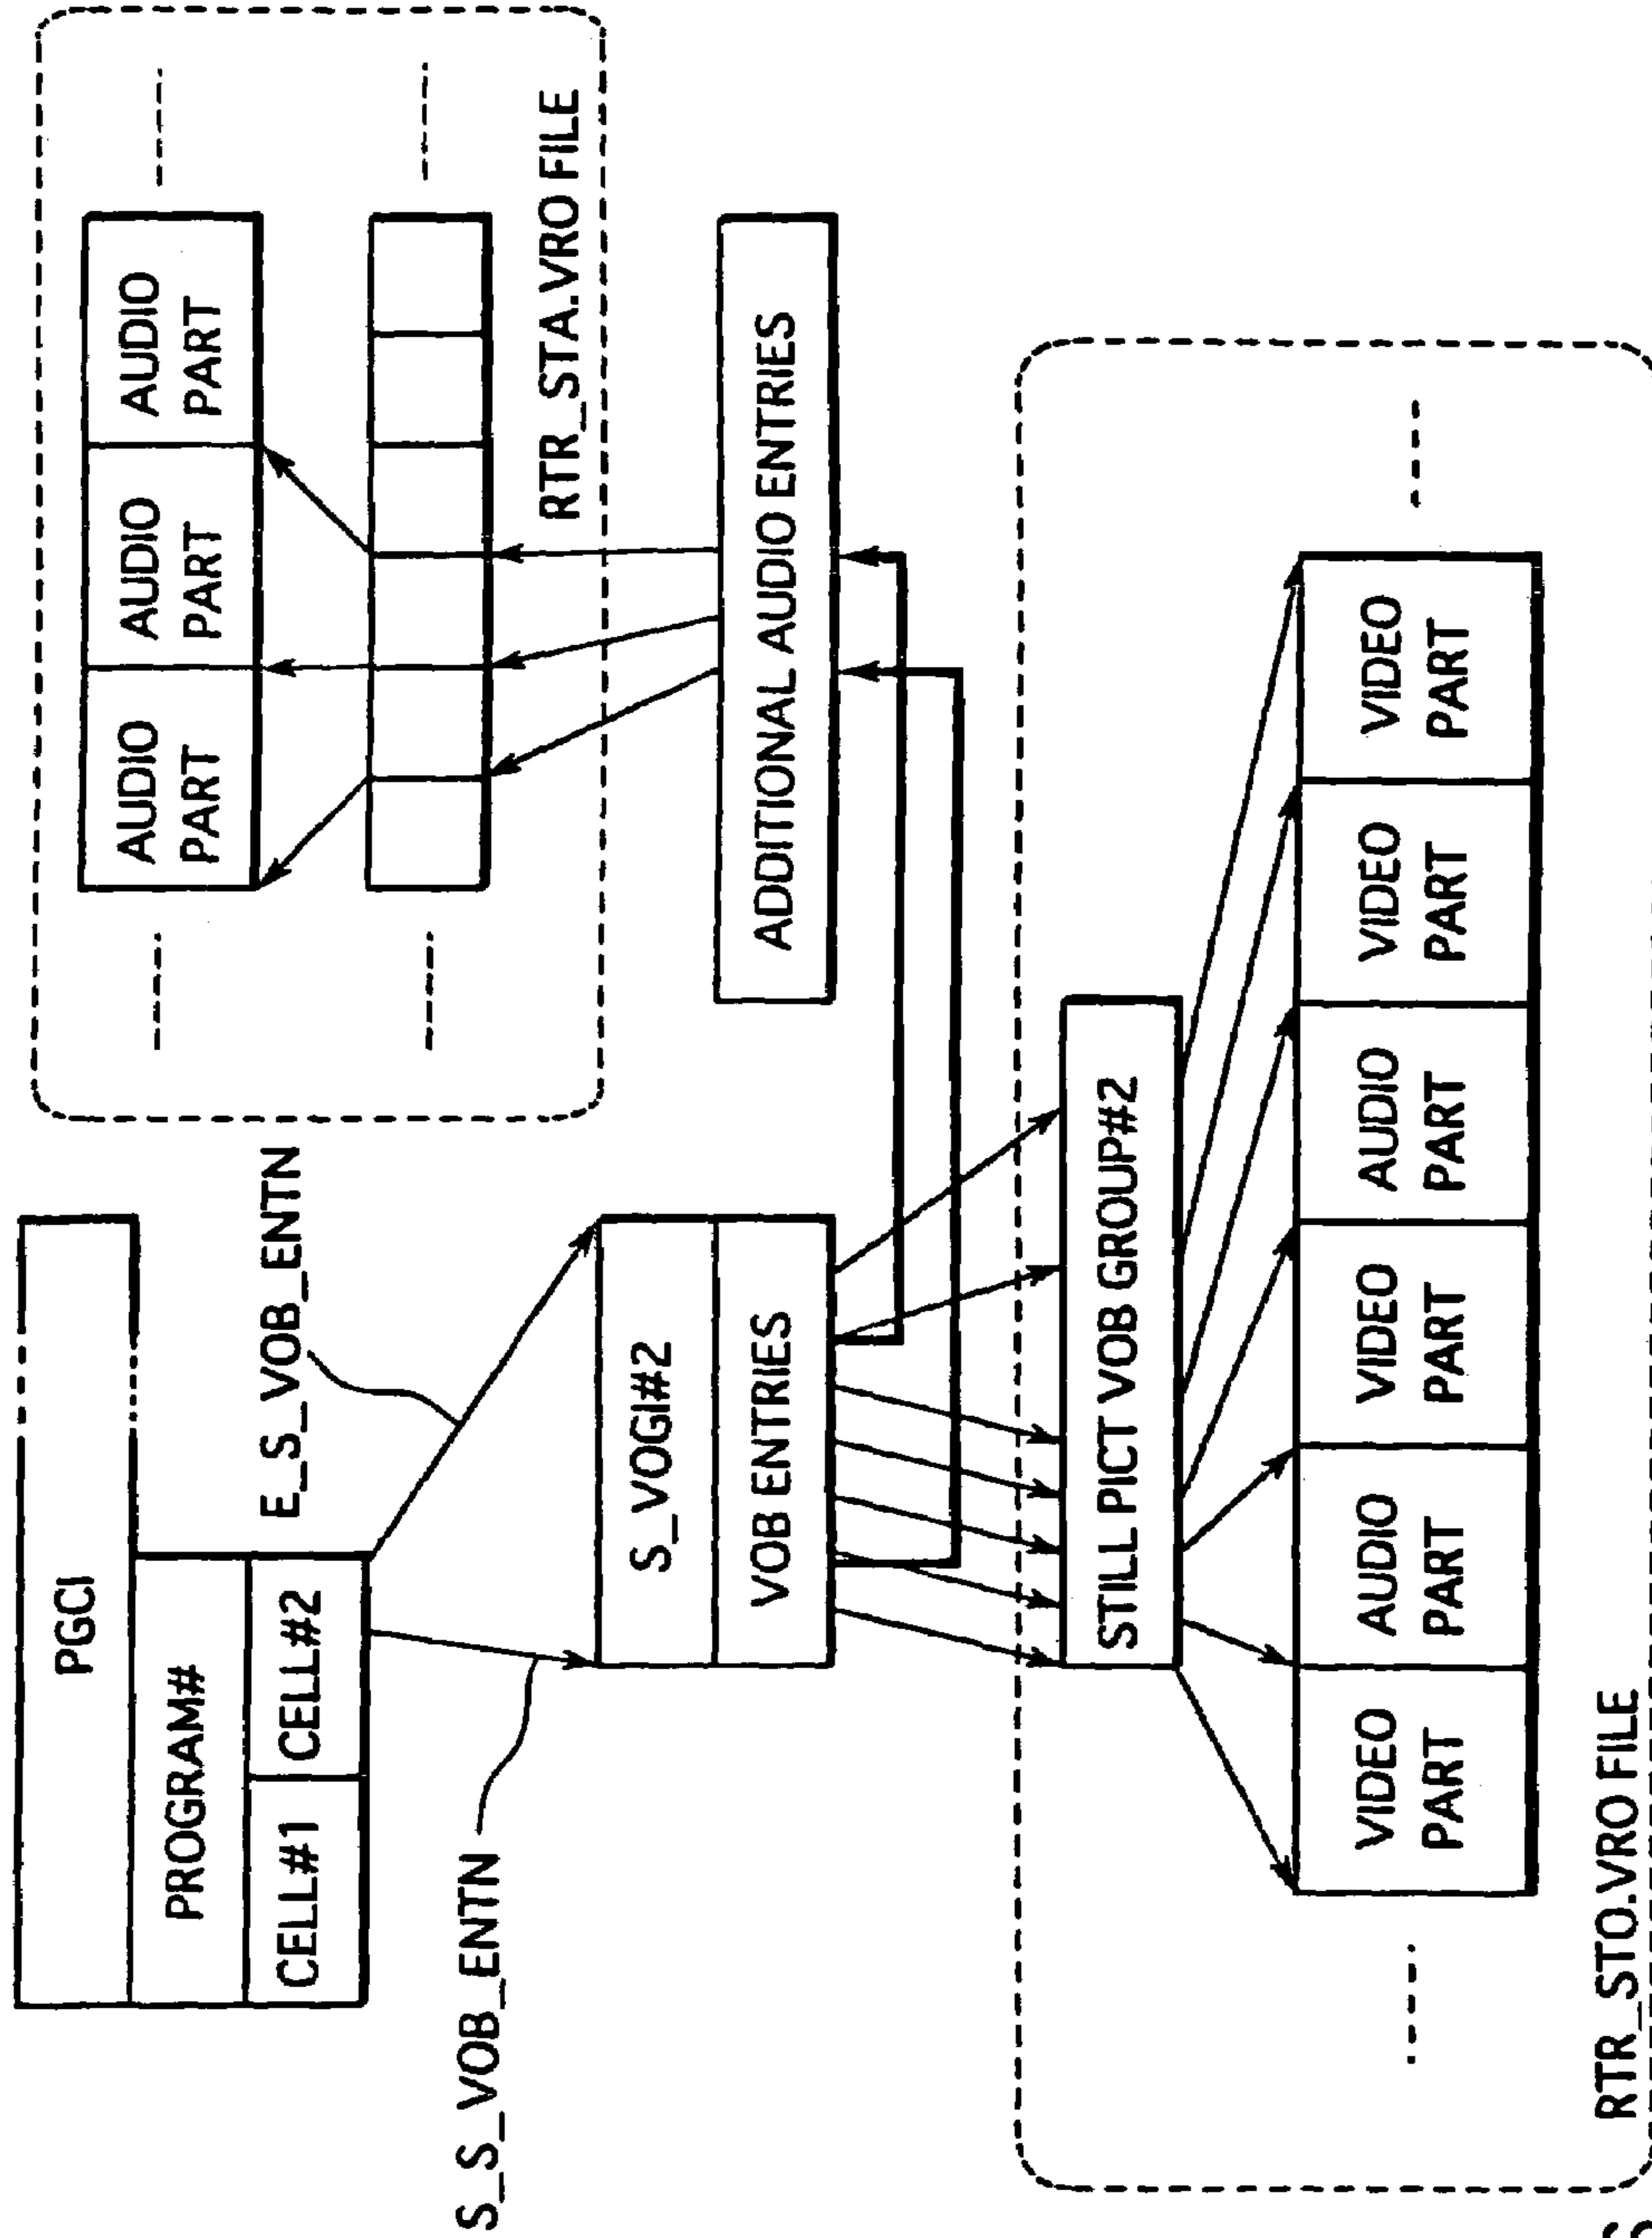 PGCI
PROGRAM#
CELL#1
CELL#2
E_S_VOB_ENTN
S_S_VOB_ENTN
S_VOGI#2
VOB ENTRIES
AUDIO
PART
AUDIO
PART
AUDIO
PART
RTR_STA.VRO FILE
ADDITIONAL AUDIO ENTRIES
STILL PICT VOB GROUP#2
VIDEO
PART
AUDIO
PART
VIDEO
PART
AUDIO
PART
VIDEO
PART
VIDEO
PART
RTR_STO.VRO FILE